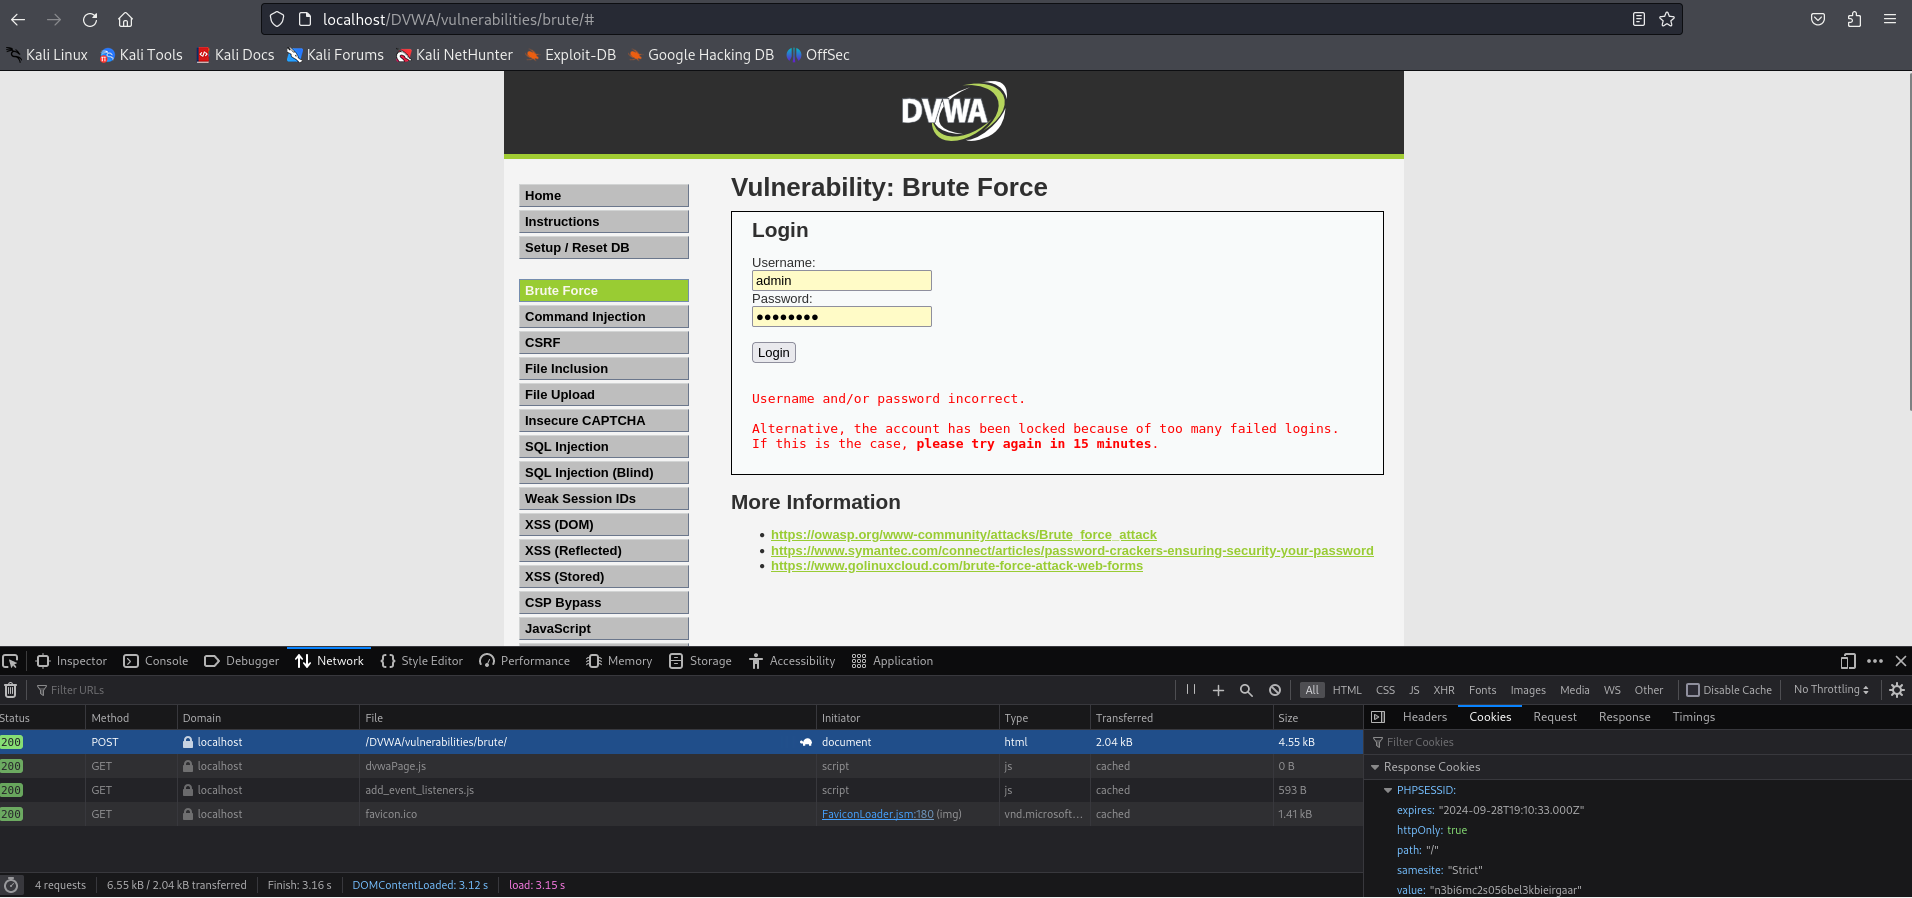 localhost/DVWA/vulnerabilities/brute/#
Kali Linux Kali Tools Kali Docs Kali Forums Kali NetHunter Exploit-DB Google Hacking DB OffSec
DVWA
Home
Instructions
Setup / Reset DB
Brute Force
Command Injection
CSRF
File Inclusion
File Upload
Insecure CAPTCHA
SQL Injection
SQL Injection (Blind)
Weak Session IDs
XSS (DOM)
XSS (Reflected)
XSS (Stored)
CSP Bypass
JavaScript
Vulnerability: Brute Force
Login
Username:
admin
Password:
••••••••
Login
Username and/or password incorrect.
Alternative, the account has been locked because of too many failed logins.
If this is the case, please try again in 15 minutes.
More Information
• https://owasp.org/www-community/attacks/Brute_force_attack
• https://www.symantec.com/connect/articles/password-crackers-ensuring-security-your-password
• https://www.golinuxcloud.com/brute-force-attack-web-forms
Inspector Console Debugger Network Style Editor Performance Memory Storage Accessibility Application
Filter URLs All HTML CSS JS XHR Fonts Images Media WS Other Disable Cache No Throttling
Status Method Domain File Initiator Type Transferred Size
200 POST localhost /DVWA/vulnerabilities/brute/ document html 2.04 kB 4.55 kB
200 GET localhost dvwaPage.js script js cached 0 B
200 GET localhost add_event_listeners.js script js cached 593 B
200 GET localhost favicon.ico FaviconLoader.jsm:180 (img) vnd.microsoft... cached 1.41 kB
4 requests 6.55 kB / 2.04 kB transferred Finish: 3.16 s DOMContentLoaded: 3.12 s load: 3.15 s
Headers Cookies Request Response Timings
Filter Cookies
Response Cookies
PHPSESSID:
expires: "2024-09-28T19:10:33.000Z"
httpOnly: true
path: "/"
samesite: "Strict"
value: "n3bi6mc2s056bel3kbieirgaar"